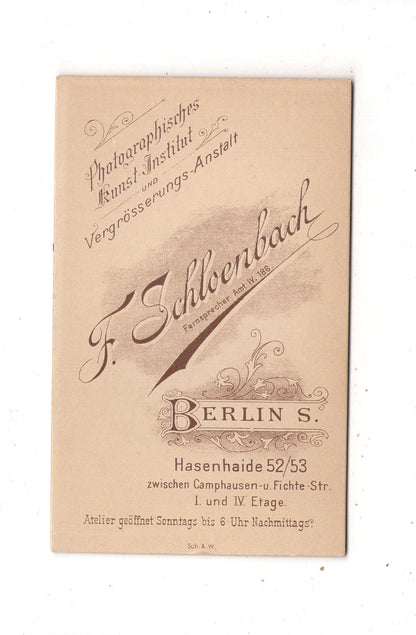 Photographisches
Kunst-Institut
UND
Vergrösserungs-Anstalt
F. Schloenbach
Fernsprecher Amt IV. 186
BERLIN S.
Hasenhaide 52/53
zwischen Camphausen-u. Fichte-Str.
I. und IV. Etage.
Atelier geöffnet Sonntags bis 6 Uhr Nachmittags.
Sch. & W.